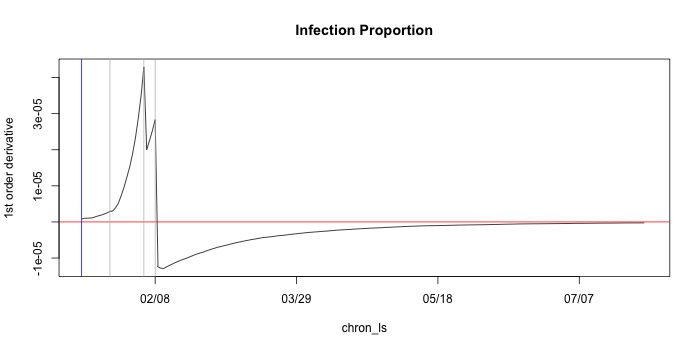 Infection Proportion
1st order derivative
3e-05
1e-05
-1e-05
02/08
03/29
05/18
07/07
chron_ls